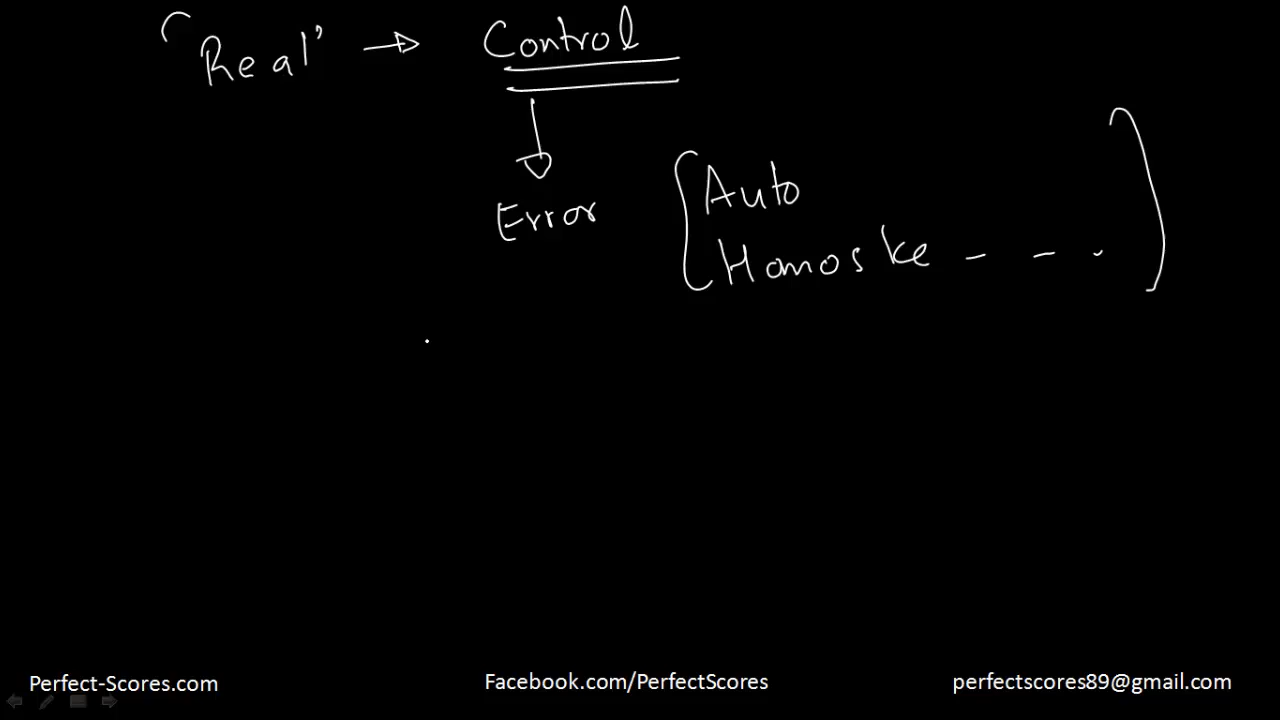 "Real" → Control
Error
Auto
Homoske - - .
Perfect-Scores.com
Facebook.com/PerfectScores
perfectscores89@gmail.com